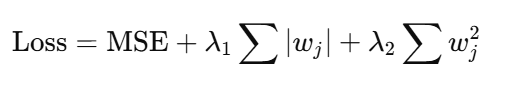 Loss = MSE + λ₁ ∑ |wⱼ| + λ₂ ∑ wⱼ²